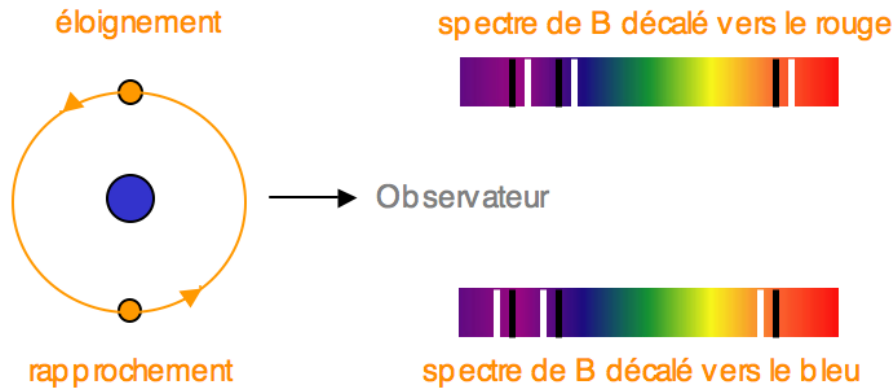 éloignement
spectre de B décalé vers le rouge
Observateur
rapprochement
spectre de B décalé vers le bleu